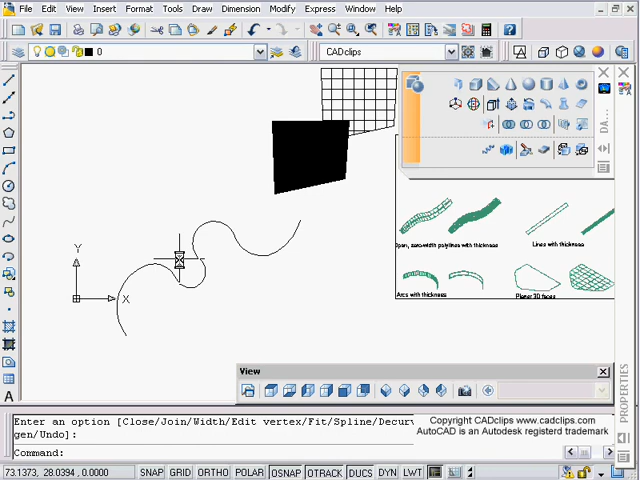 File Edit View Insert Format Tools Draw Dimension Modify Express Window Help
0
CADclips
DA...
Open, zero-width polylines with thickness
Lines with thickness
Arcs with thickness
Planar 3D faces
PROPERTIES
Y
X
View
A
Enter an option [Close/Join/Width/Edit vertex/Fit/Spline/Decurv
gen/Undo]:
Command:
Copyright CADclips www.cadclips.com
AutoCAD is an Autodesk registerd trademark
73.1373, 28.0394, 0.0000 SNAP GRID ORTHO POLAR OSNAP OTRACK DUCS DYN LWT